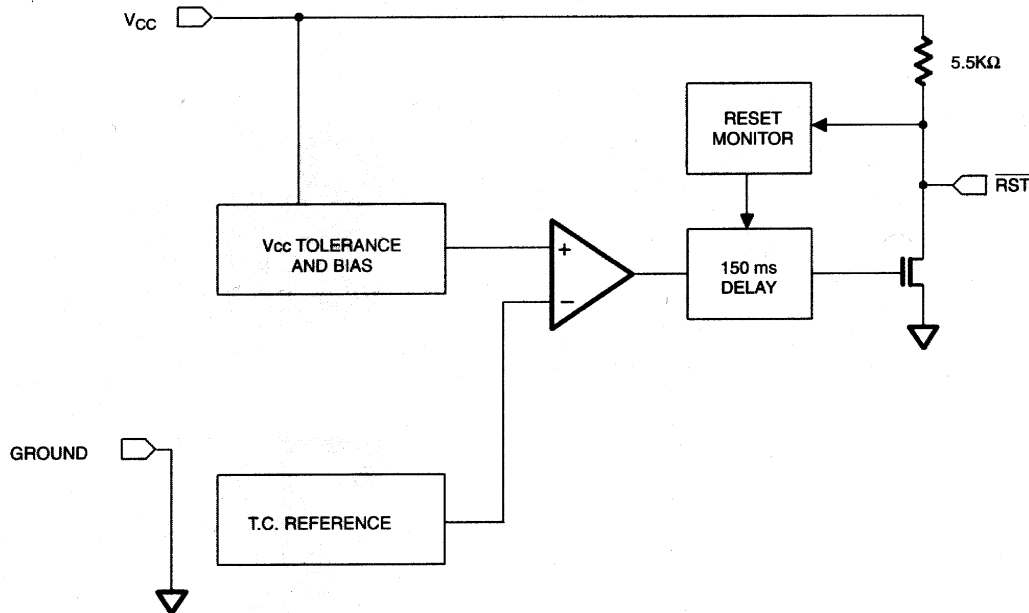 VCC
5.5KΩ
RESET
MONITOR
RST
Vcc TOLERANCE
AND BIAS
+
−
150 ms
DELAY
GROUND
T.C. REFERENCE